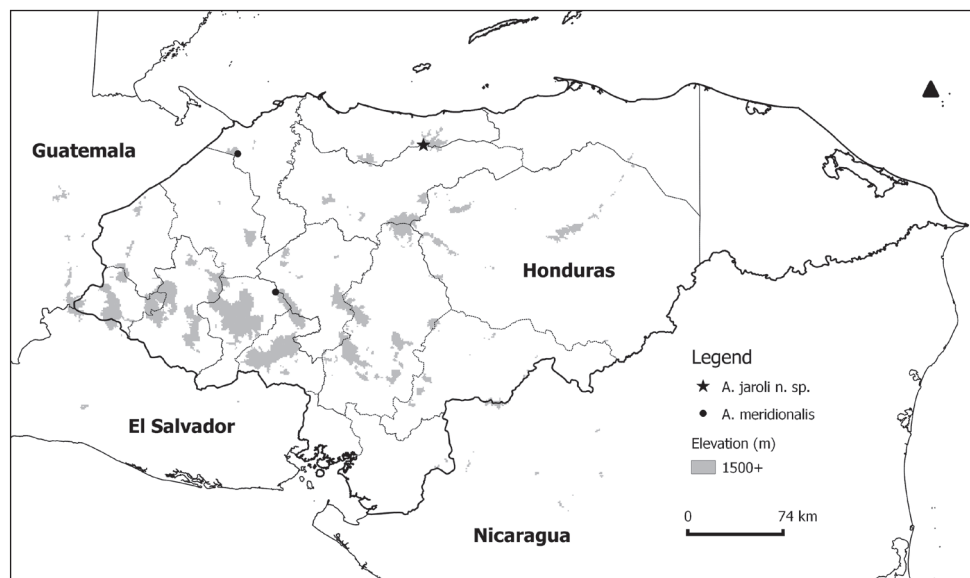 Guatemala
Honduras
El Salvador
Nicaragua
Legend
A. jaroli n. sp.
A. meridionalis
Elevation (m)
1500+
0 74 km